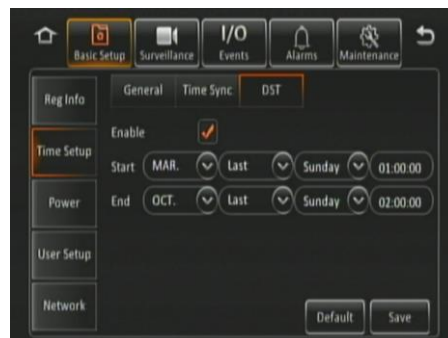 Basic Setup
Surveillance
I/O
Events
Alarms
Maintenance
Reg Info
General Time Sync DST
Enable
Time Setup
Start MAR. Last Sunday 01:00:00
Power
End OCT. Last Sunday 02:00:00
User Setup
Network
Default Save